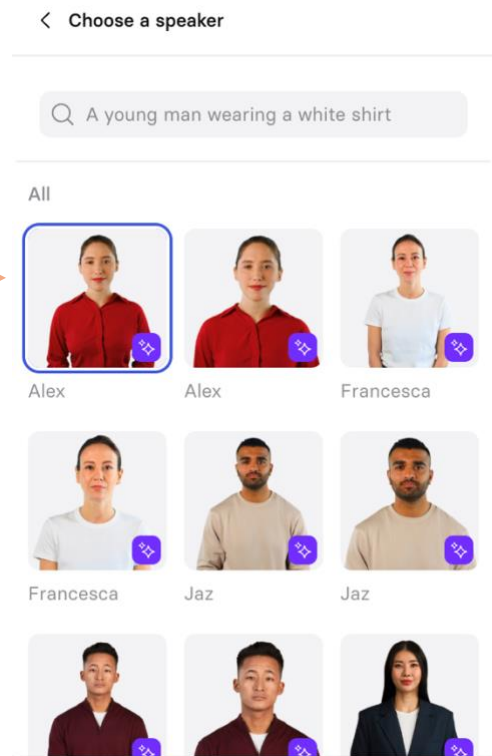 Choose a speaker
A young man wearing a white shirt
All
Alex
Alex
Francesca
Francesca
Jaz
Jaz